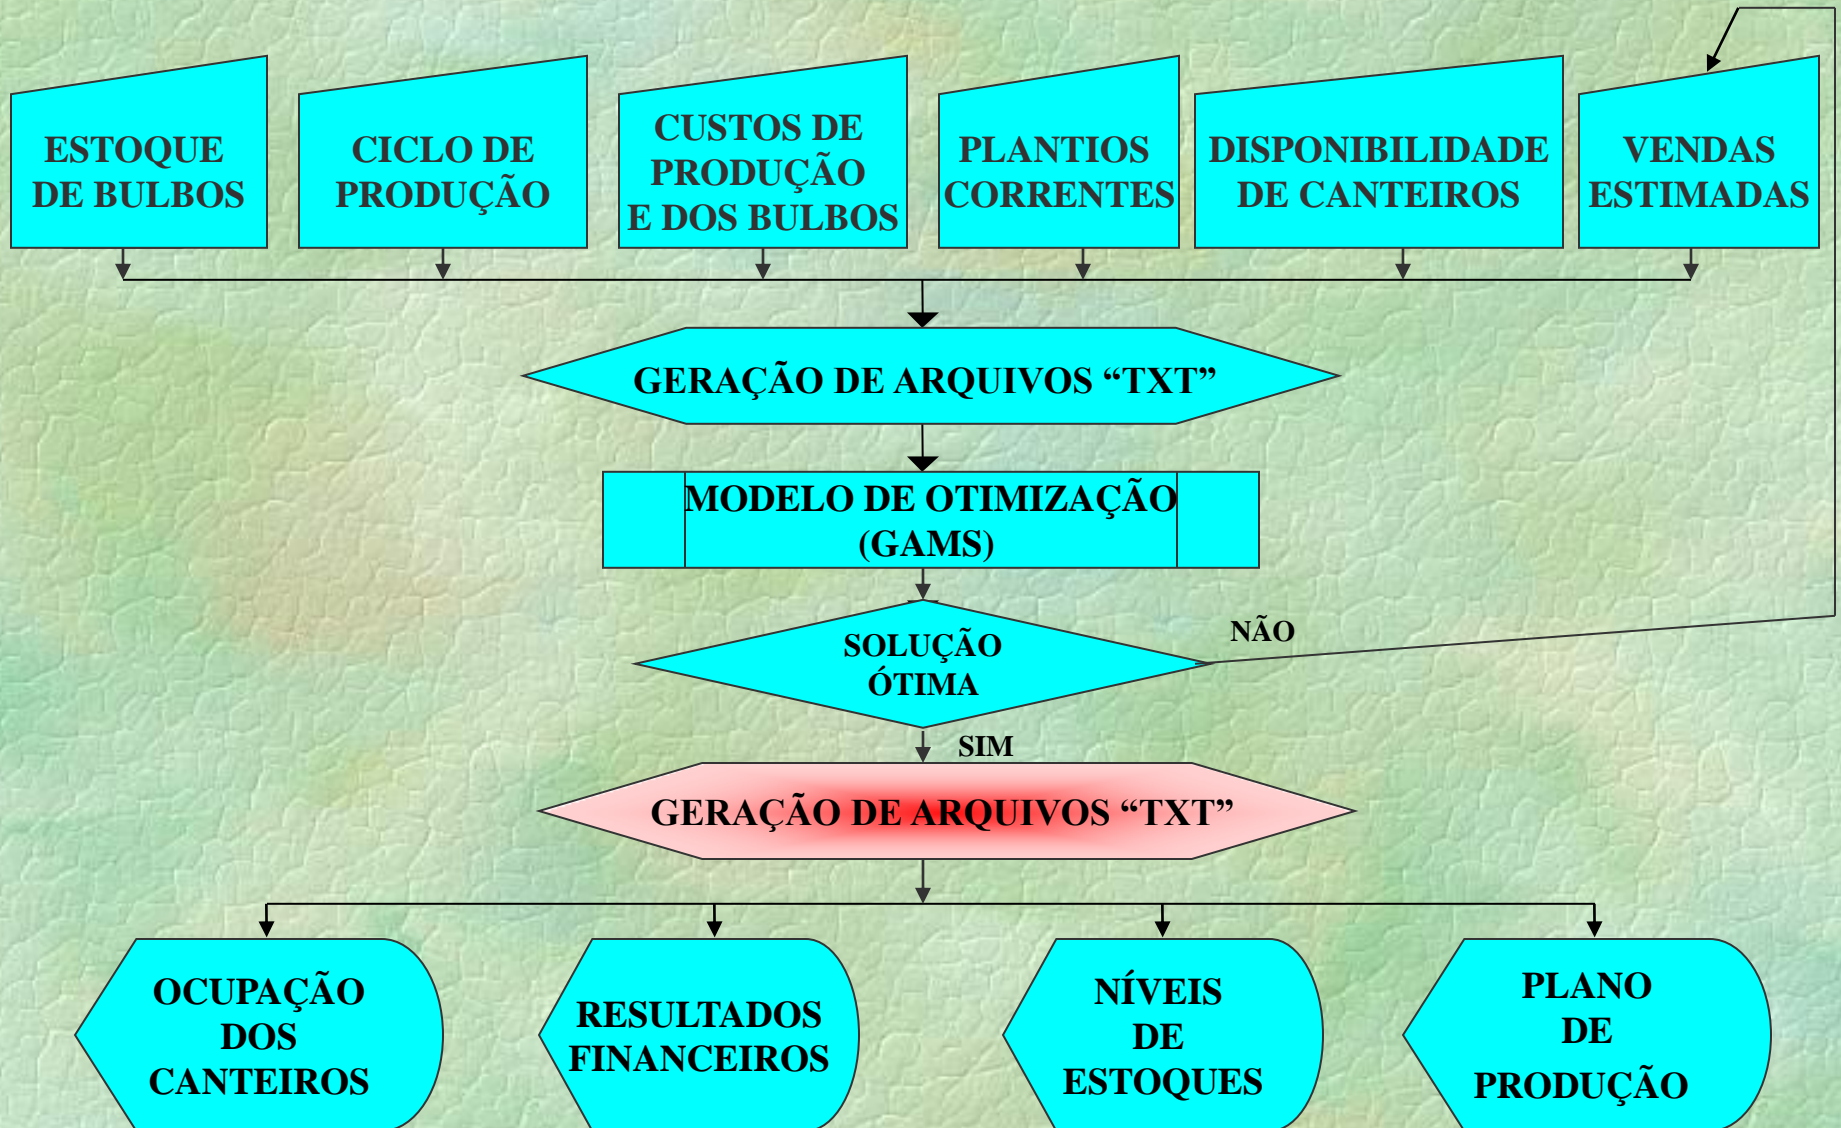 ESTOQUE
DE BULBOS
CICLO DE
PRODUÇÃO
CUSTOS DE
PRODUÇÃO
E DOS BULBOS
PLANTIOS
CORRENTES
DISPONIBILIDADE
DE CANTEIROS
VENDAS
ESTIMADAS
GERAÇÃO DE ARQUIVOS “TXT”
MODELO DE OTIMIZAÇÃO
(GAMS)
SOLUÇÃO
ÓTIMA
NÃO
SIM
GERAÇÃO DE ARQUIVOS “TXT”
OCUPAÇÃO
DOS
CANTEIROS
RESULTADOS
FINANCEIROS
NÍVEIS
DE
ESTOQUES
PLANO
DE
PRODUÇÃO